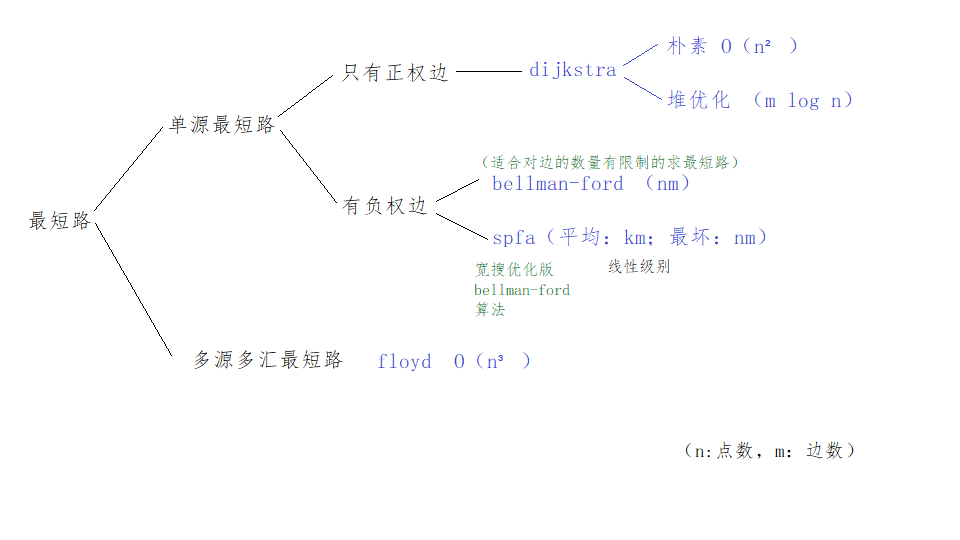 朴素 O（n² ）
只有正权边
dijkstra
堆优化 （m log n）
单源最短路
（适合对边的数量有限制的求最短路）
bellman-ford （nm）
有负权边
最短路
spfa（平均：km；最坏：nm）
宽搜优化版
bellman-ford
算法
线性级别
多源多汇最短路 floyd O（n³ ）
（n:点数，m：边数）